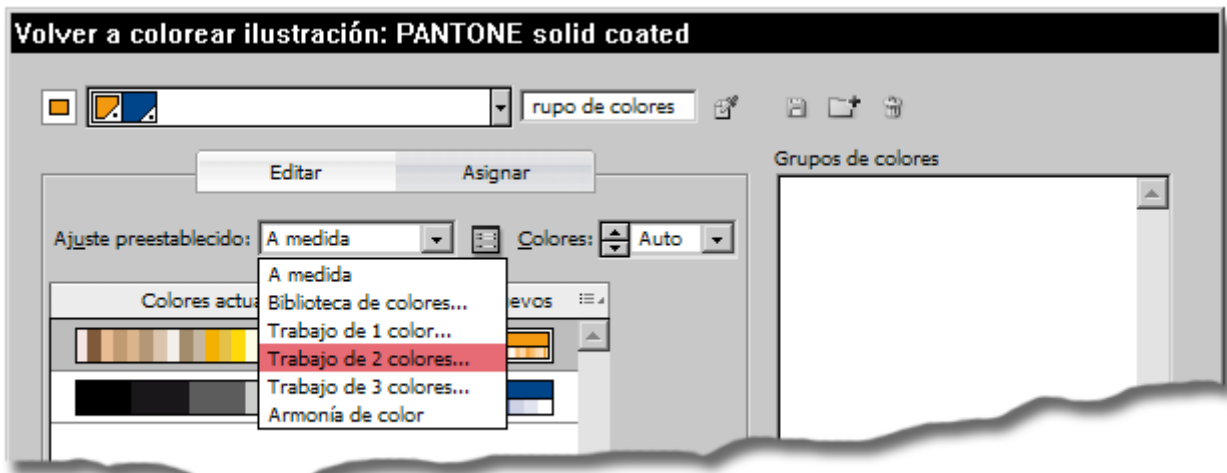 Volver a colorear ilustración: PANTONE solid coated
rupo de colores
Grupos de colores
Editar
Asignar
Ajuste preestablecido: A medida
Colores: Auto
A medida
Biblioteca de colores...
Trabajo de 1 color...
Trabajo de 2 colores...
Trabajo de 3 colores...
Armonía de color
Colores actua
evos